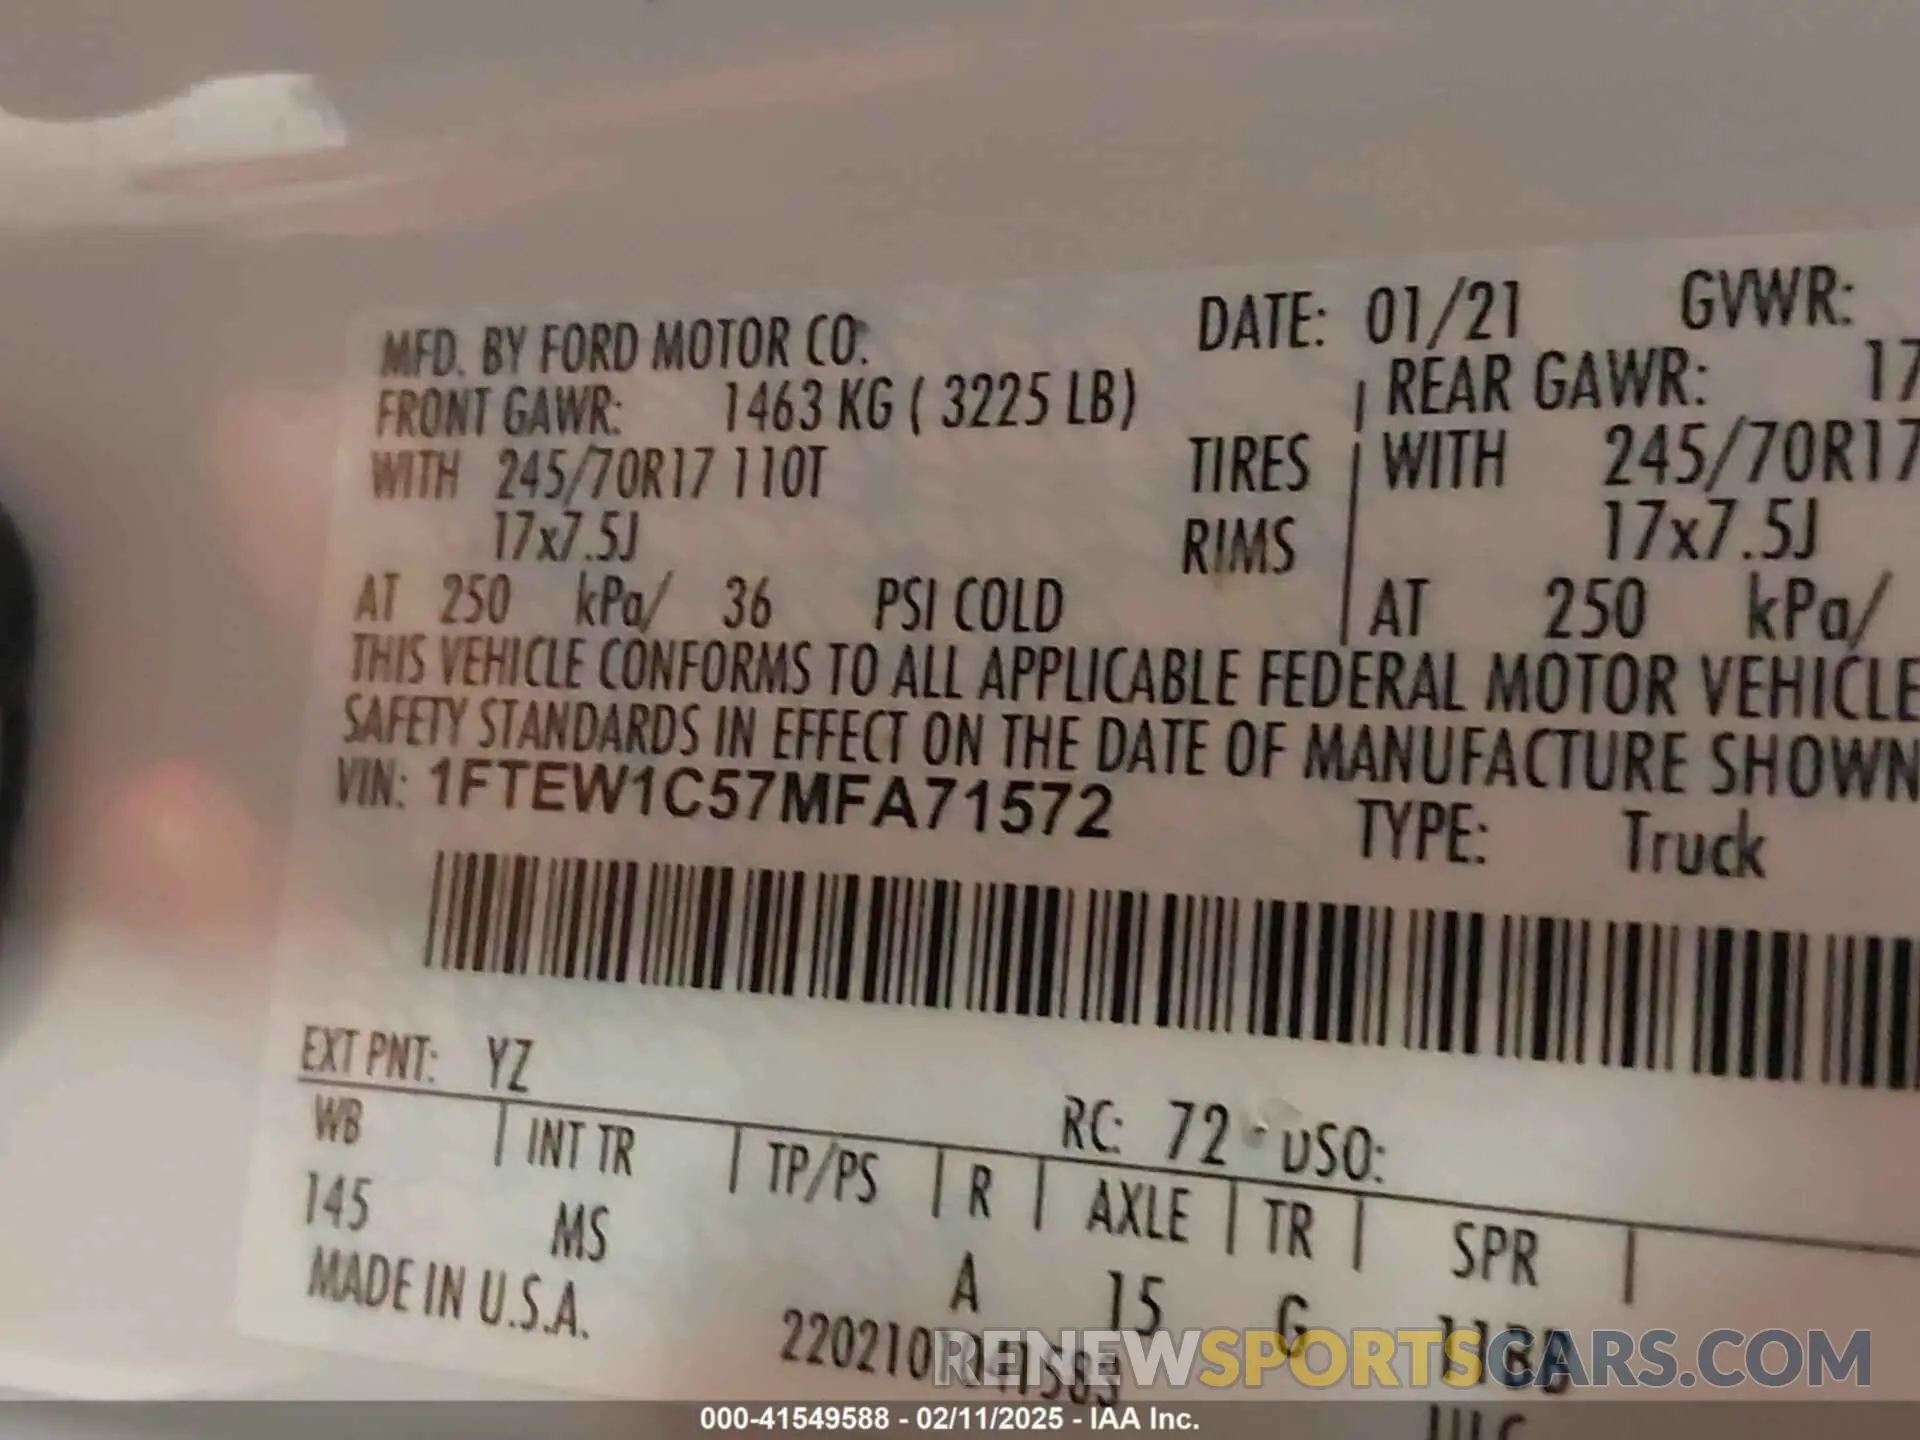 MFD. BY FORD MOTOR CO. DATE: 01/21 GVWR:
FRONT GAWR: 1463 KG ( 3225 LB) REAR GAWR: 17
WITH 245/70R17 110T TIRES WITH 245/70R17
17x7.5J RIMS 17x7.5J
AT 250 kPa/ 36 PSI COLD AT 250 kPa/
THIS VEHICLE CONFORMS TO ALL APPLICABLE FEDERAL MOTOR VEHICLE
SAFETY STANDARDS IN EFFECT ON THE DATE OF MANUFACTURE SHOWN
VIN: 1FTEW1C57MFA71572 TYPE: Truck
EXT PNT: YZ RC: 72 DSO:
WB INT TR TP/PS R AXLE TR SPR
145 MS A 15 G
MADE IN U.S.A.
RENEWSPORTSCARS.COM
000-41549588 - 02/11/2025 - IAA Inc.